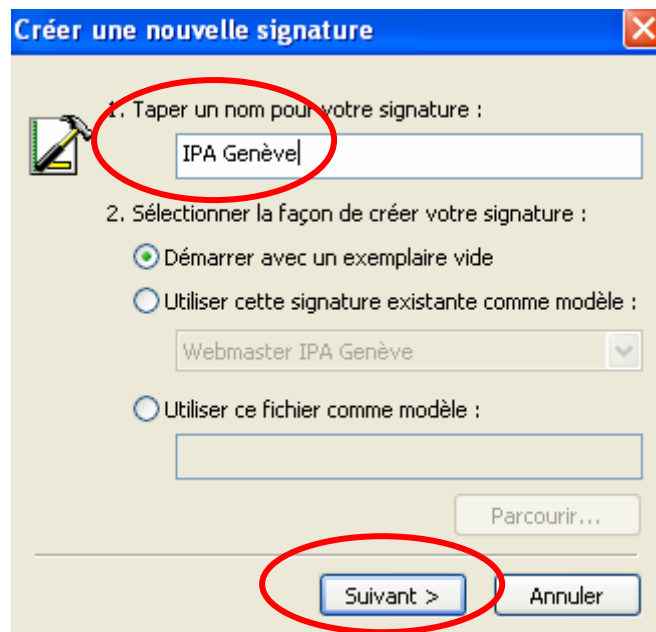 Créer une nouvelle signature
1. Taper un nom pour votre signature :
IPA Genève
2. Sélectionner la façon de créer votre signature :
Démarrer avec un exemplaire vide
Utiliser cette signature existante comme modèle :
Webmaster IPA Genève
Utiliser ce fichier comme modèle :
Parcourir...
Suivant > Annuler